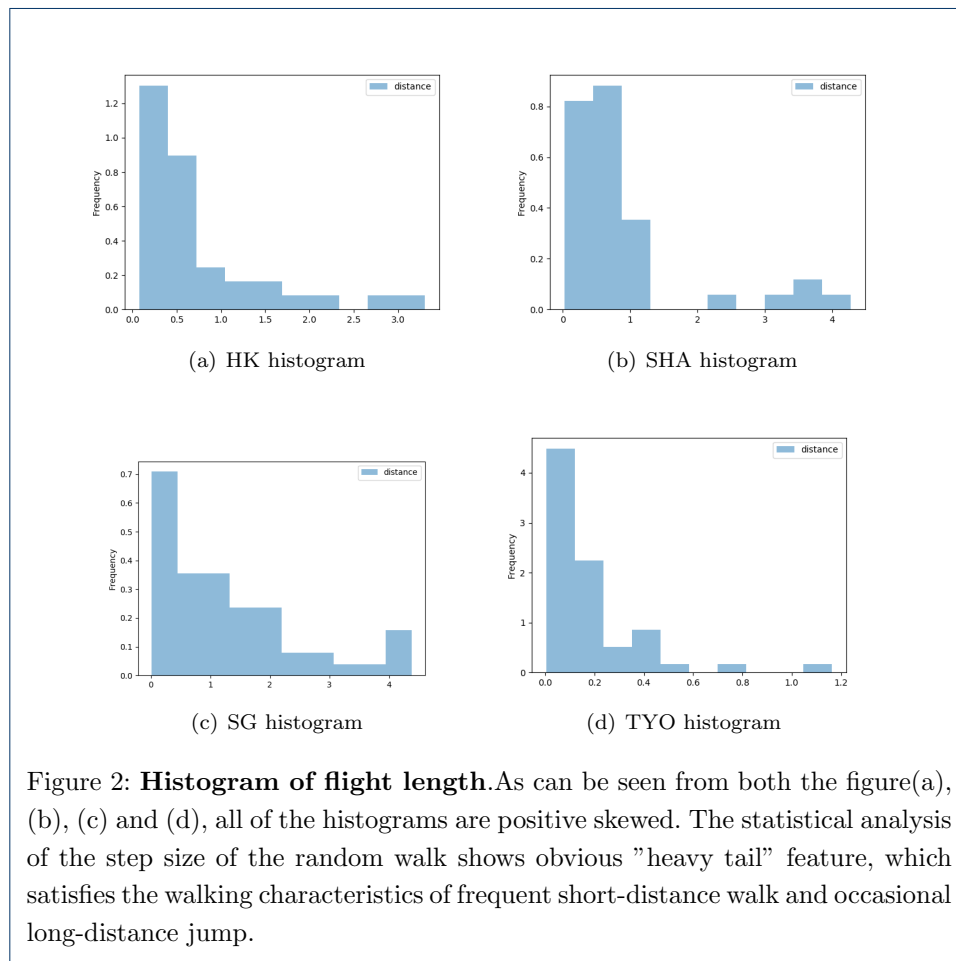 distance
1.2
1.0
0.8
0.6
0.4
0.2
0.0
Frequency
0.0 0.5 1.0 1.5 2.0 2.5 3.0
(a) HK histogram
distance
0.8
0.6
0.4
0.2
0.0
Frequency
0 1 2 3 4
(b) SHA histogram
distance
0.7
0.6
0.5
0.4
0.3
0.2
0.1
0.0
Frequency
0 1 2 3 4
(c) SG histogram
distance
4
3
2
1
0
Frequency
0.0 0.2 0.4 0.6 0.8 1.0 1.2
(d) TYO histogram
Figure 2: Histogram of flight length.As can be seen from both the figure(a),
(b), (c) and (d), all of the histograms are positive skewed. The statistical analysis
of the step size of the random walk shows obvious ”heavy tail” feature, which
satisfies the walking characteristics of frequent short-distance walk and occasional
long-distance jump.